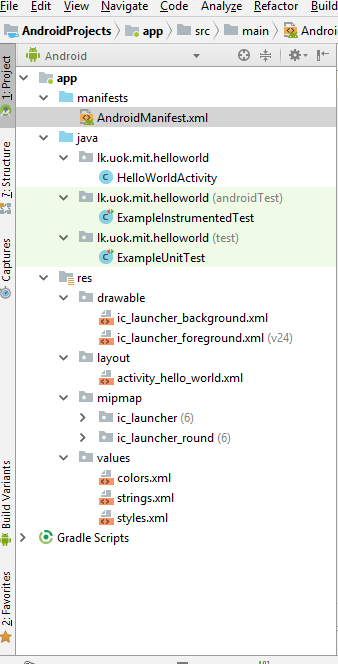 File Edit View Navigate Code Analyze Refactor Build
AndroidProjects app src main Andro
1: Project
Android
app
manifests
AndroidManifest.xml
java
lk.uok.mit.helloworld
HelloWorldActivity
lk.uok.mit.helloworld (androidTest)
ExampleInstrumentedTest
lk.uok.mit.helloworld (test)
ExampleUnitTest
res
drawable
ic_launcher_background.xml
ic_launcher_foreground.xml (v24)
layout
activity_hello_world.xml
mipmap
ic_launcher (6)
ic_launcher_round (6)
values
colors.xml
strings.xml
styles.xml
Gradle Scripts
7: Structure
Captures
Build Variants
2: Favorites